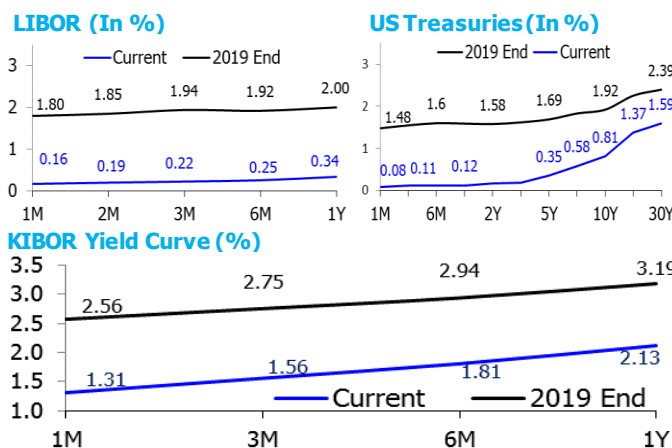 LIBOR (In %)
Current 2019 End
3
2
1
0
1.80 1.85 1.94 1.92 2.00
0.16 0.19 0.22 0.25 0.34
1M 2M 3M 6M 1Y
US Treasuries (In %)
2019 End Current
3
2
1
0
1.48 1.6 1.58 1.69 1.92 2.39
0.08 0.11 0.12 0.35 0.58 0.81 1.37 1.59
1M 6M 2Y 5Y 10Y 30Y
KIBOR Yield Curve (%)
3.5
3.0
2.5
2.0
1.5
1.0
2.56 2.75 2.94 3.19
1.31 1.56 1.81 2.13
Current 2019 End
1M 3M 6M 1Y